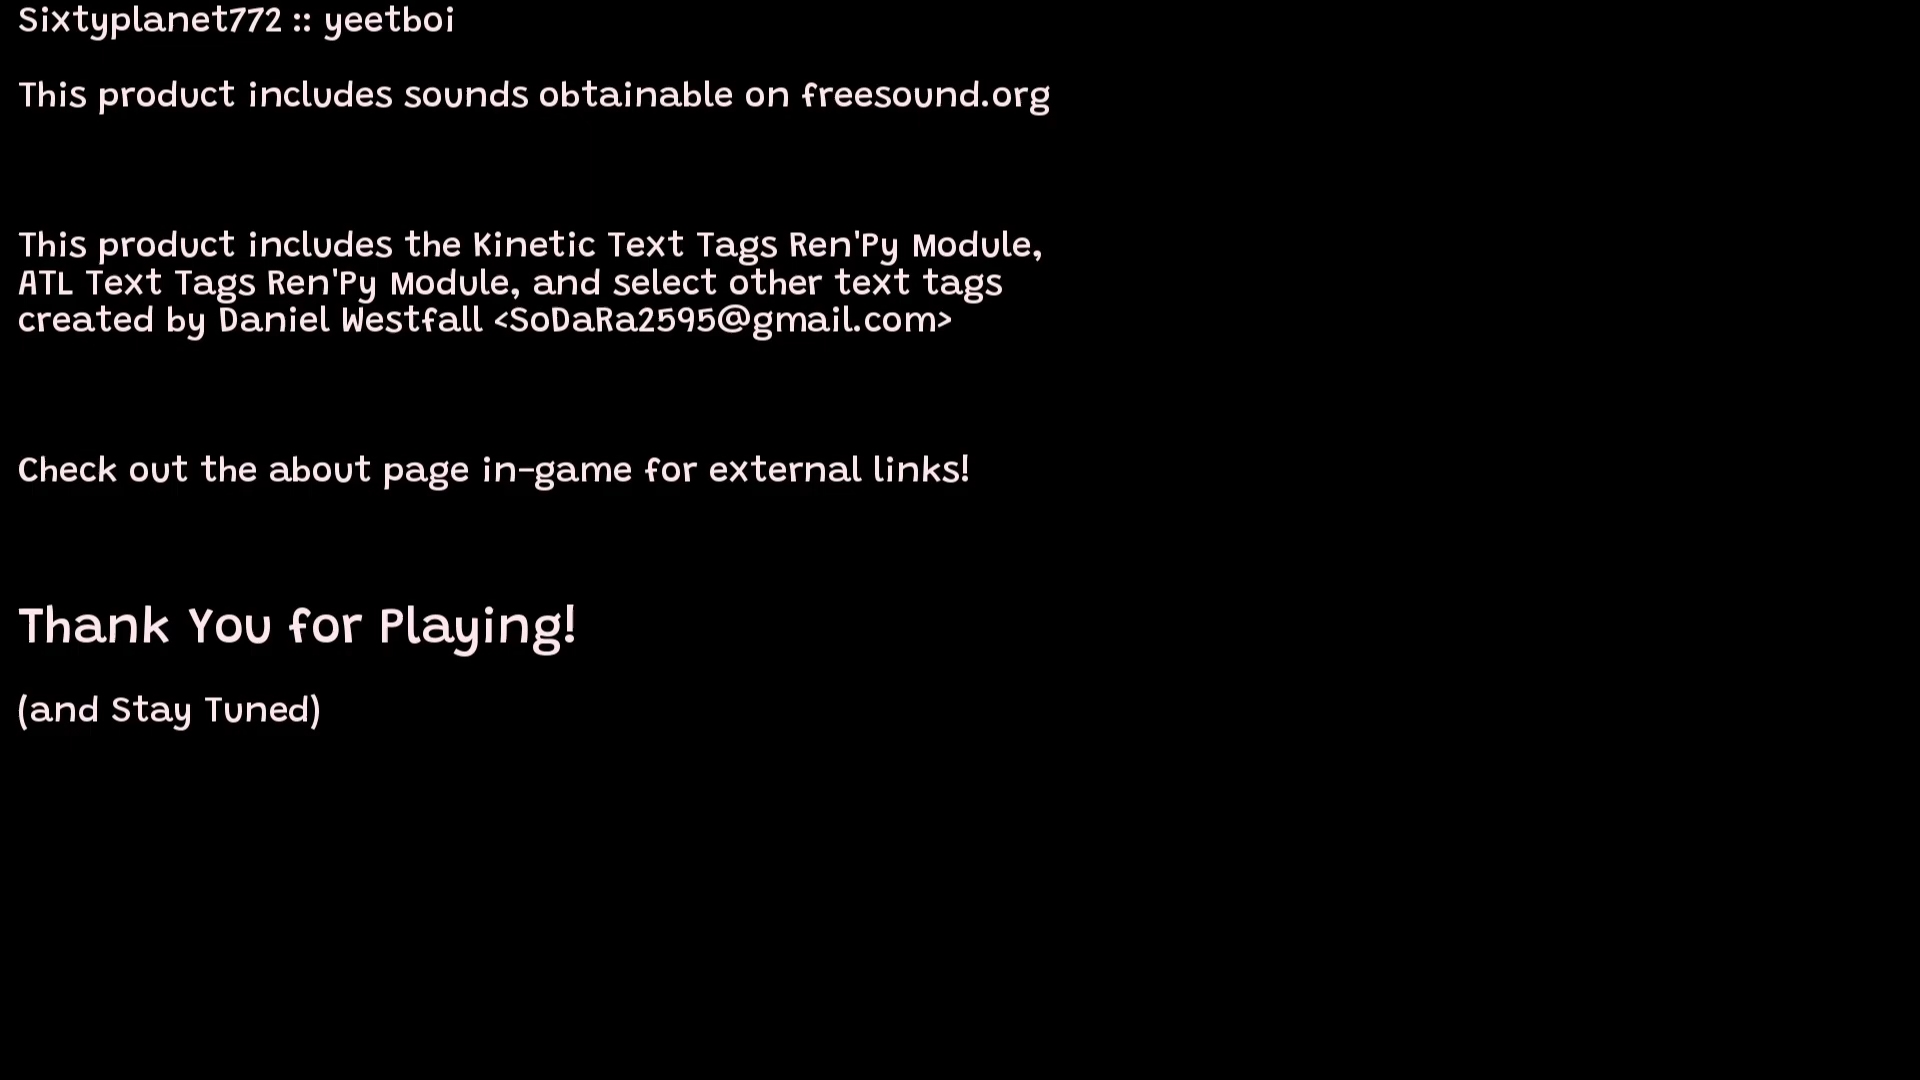 Sixtyplanet772 :: yeetboi
This product includes sounds obtainable on freesound.org
This product includes the Kinetic Text Tags Ren'Py Module,
ATL Text Tags Ren'Py Module, and select other text tags
created by Daniel Westfall <SoDaRa2595@gmail.com>
Check out the about page in-game for external links!
Thank You for Playing!
(and Stay Tuned)